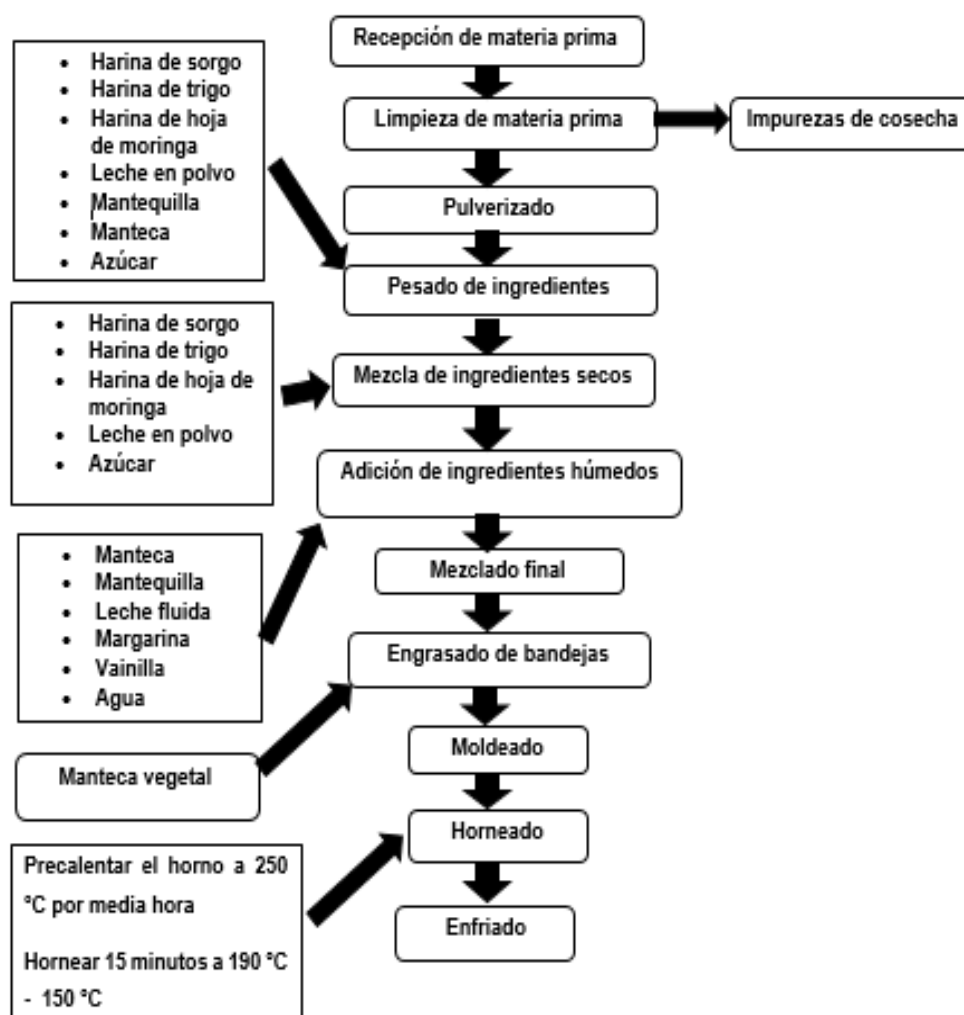 Recepción de materia prima
Limpieza de materia prima
Impurezas de cosecha
Pulverizado
• Harina de sorgo
• Harina de trigo
• Harina de hoja
de moringa
• Leche en polvo
• Mantequilla
• Manteca
• Azúcar
Pesado de ingredientes
• Harina de sorgo
• Harina de trigo
• Harina de hoja de
moringa
• Leche en polvo
• Azúcar
Mezcla de ingredientes secos
Adición de ingredientes húmedos
• Manteca
• Mantequilla
• Leche fluida
• Margarina
• Vainilla
• Agua
Mezclado final
Engrasado de bandejas
Manteca vegetal
Moldeado
Horneado
Precalentar el horno a 250
°C por media hora
Hornear 15 minutos a 190 °C
- 150 °C
Enfriado